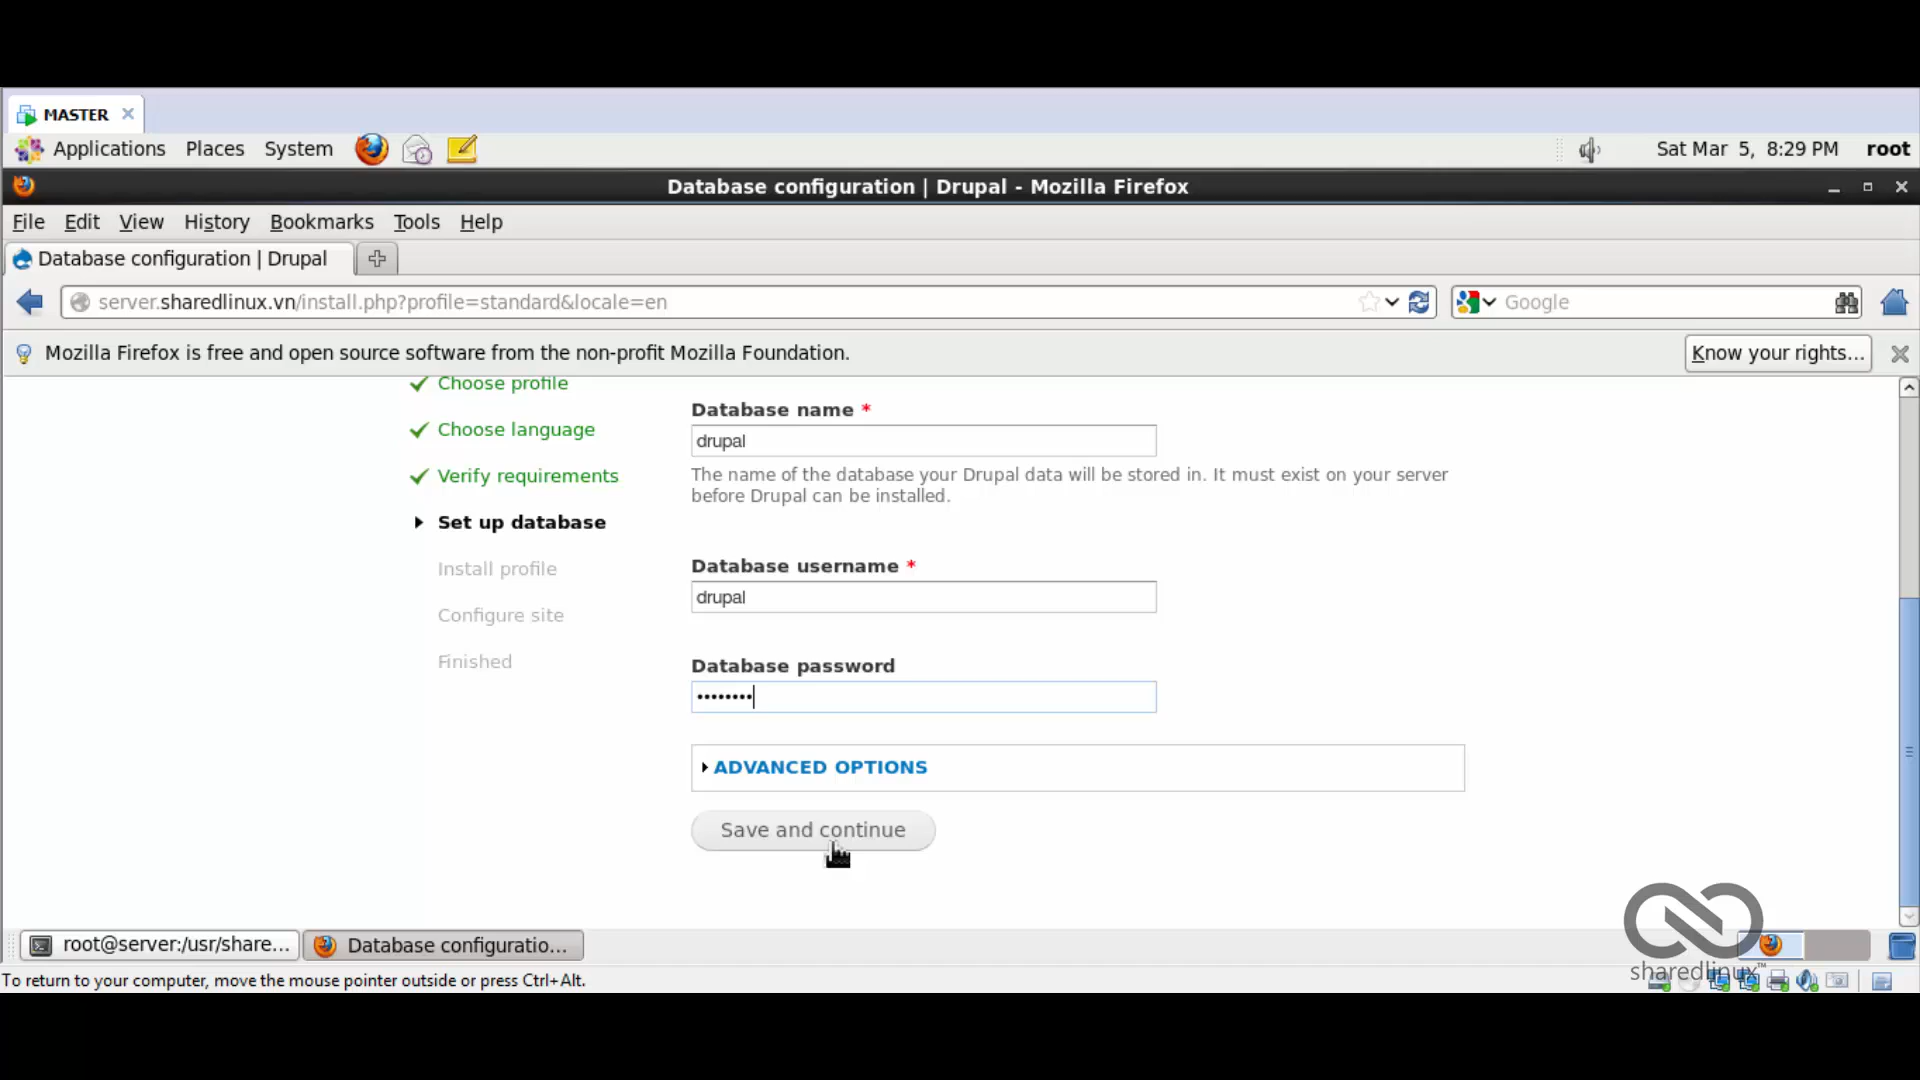 MASTER
Applications Places System Sat Mar 5, 8:29 PM root
Database configuration | Drupal - Mozilla Firefox
File Edit View History Bookmarks Tools Help
Database configuration | Drupal
server.sharedlinux.vn/install.php?profile=standard&locale=en Google
Mozilla Firefox is free and open source software from the non-profit Mozilla Foundation. Know your rights...
Choose profile
Choose language
Verify requirements
Set up database
Install profile
Configure site
Finished
Database name *
drupal
The name of the database your Drupal data will be stored in. It must exist on your server
before Drupal can be installed.
Database username *
drupal
Database password
••••••••
ADVANCED OPTIONS
Save and continue
root@server:/usr/share... Database configuratio...
sharedlinux™
To return to your computer, move the mouse pointer outside or press Ctrl+Alt.